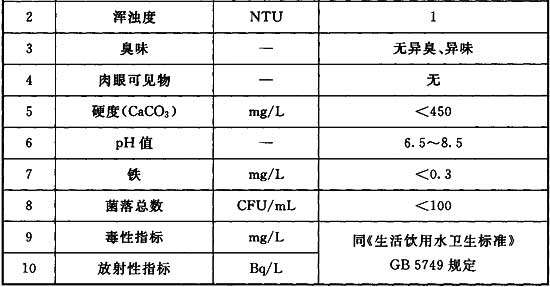 2 浑浊度 NTU 1
3 臭味 — 无异臭、异味
4 肉眼可见物 — 无
5 硬度(CaCO₃) mg/L <450
6 pH 值 — 6.5~8.5
7 铁 mg/L <0.3
8 菌落总数 CFU/mL <100
9 毒性指标 mg/L 同《生活饮用水卫生标准》
10 放射性指标 Bq/L GB 5749 规定